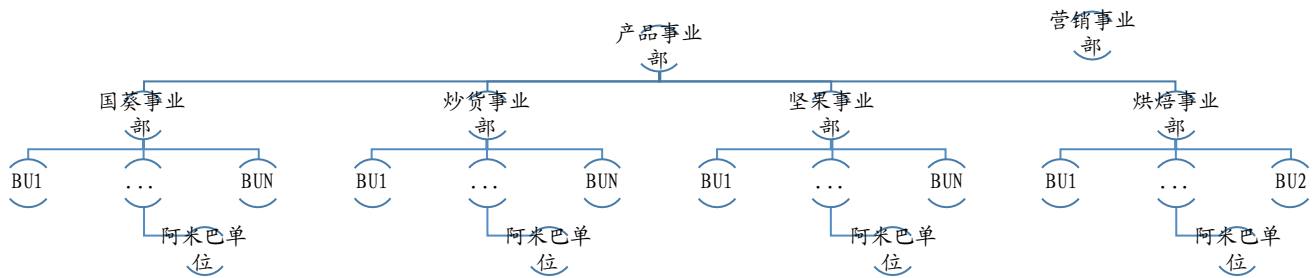 产品事业
部
营销事业
部
国葵事业
部
炒货事业
部
坚果事业
部
烘焙事业
部
BU1
...
BUN
BU1
...
BUN
BU1
...
BUN
BU1
...
BU2
阿米巴单
位
阿米巴单
位
阿米巴单
位
阿米巴单
位